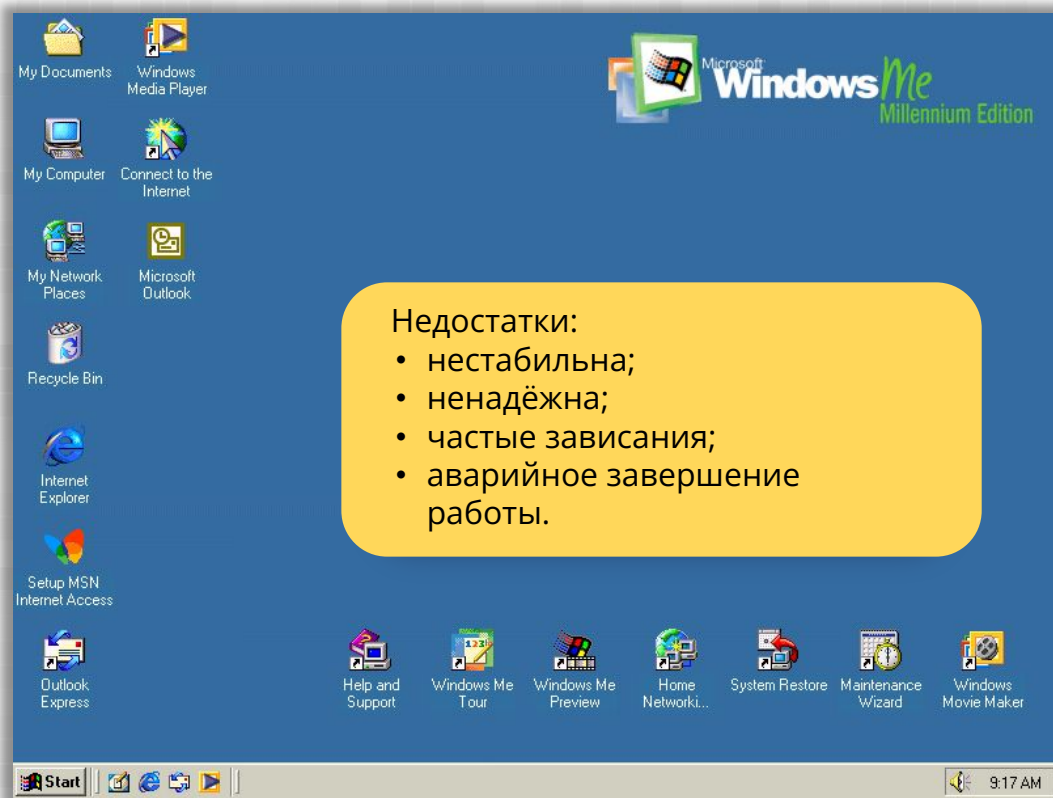 My Documents
Windows
Media Player
Microsoft
Windows Me
Millennium Edition
My Computer
Connect to the
Internet
My Network
Places
Microsoft
Outlook
Recycle Bin
Недостатки:
• нестабильна;
• ненадёжна;
• частые зависания;
• аварийное завершение
работы.
Internet
Explorer
Setup MSN
Internet Access
Outlook
Express
Help and
Support
Windows Me
Tour
Windows Me
Preview
Home
Networki...
System Restore
Maintenance
Wizard
Windows
Movie Maker
Start
9:17 AM